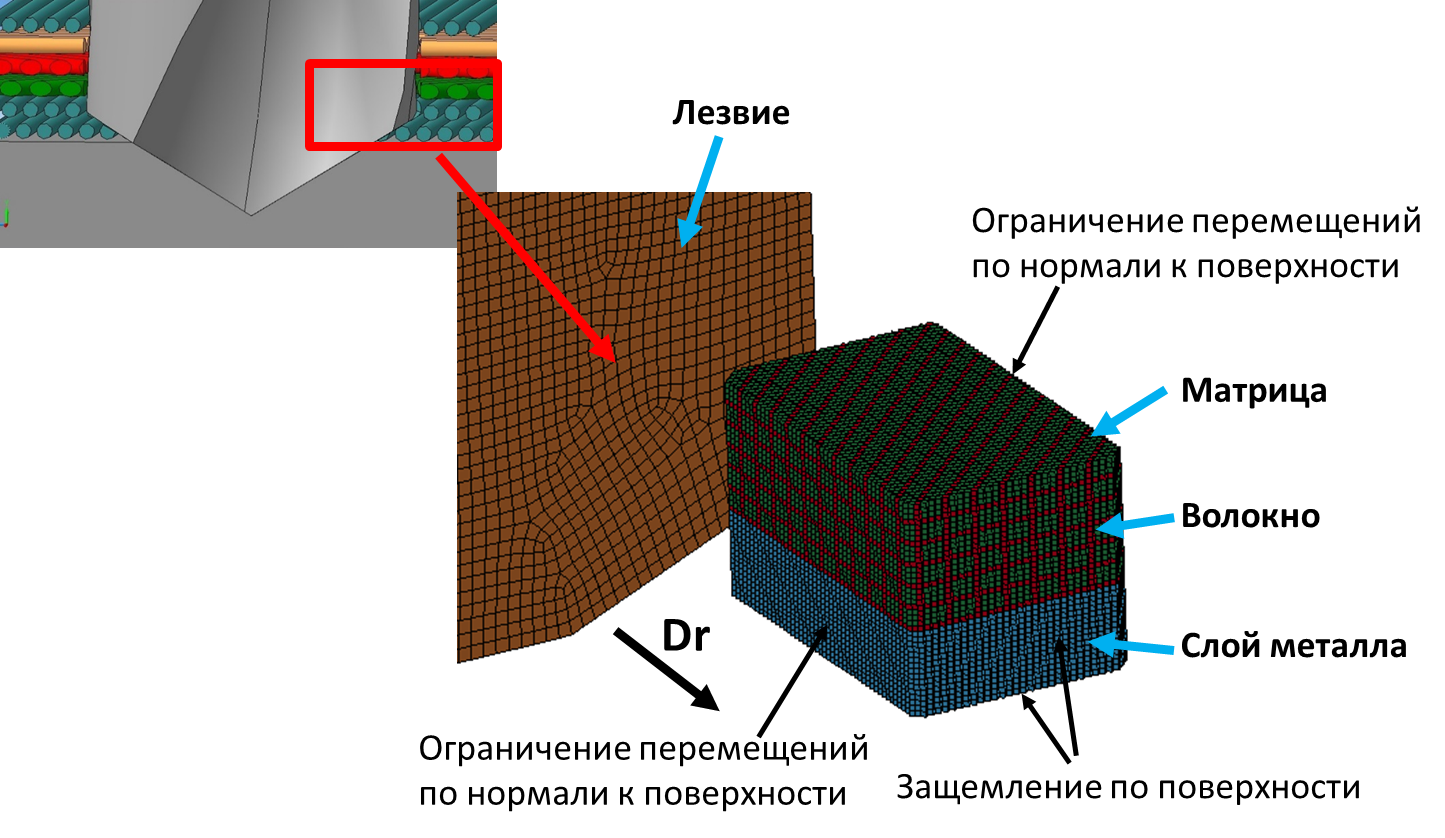 Лезвие
Ограничение перемещений
по нормали к поверхности
Матрица
Волокно
Dr
Слой металла
Ограничение перемещений
по нормали к поверхности
Защемление по поверхности